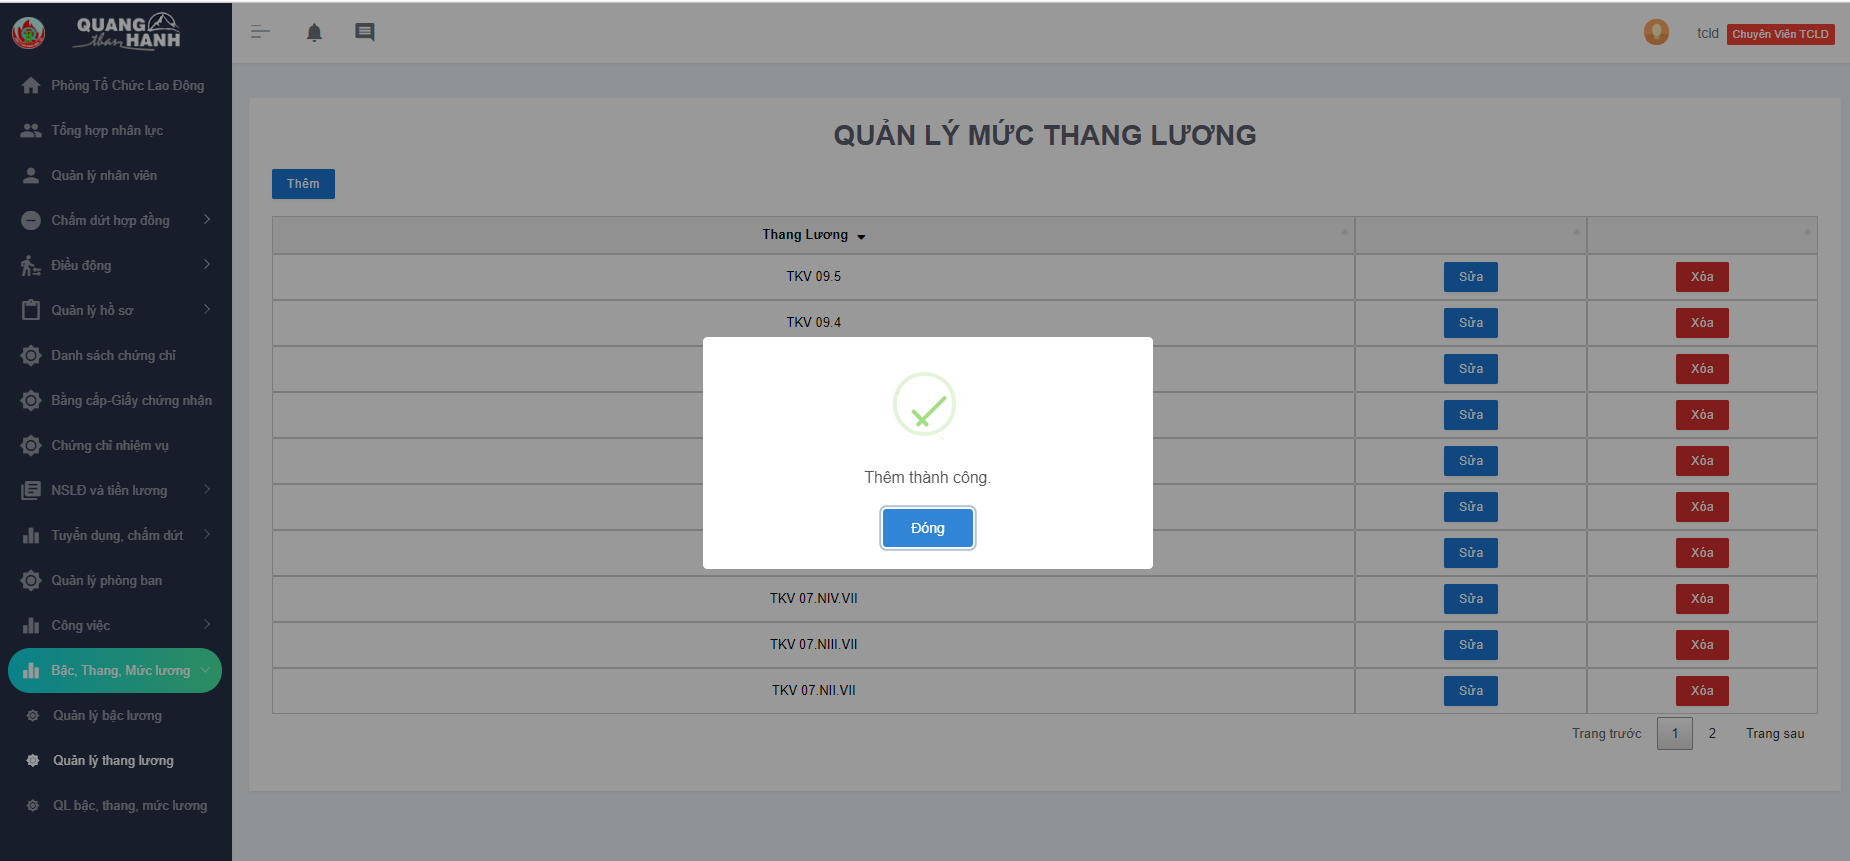 QUANG
than HANH
tcld Chuyên Viên TCLD
Phòng Tổ Chức Lao Động
Tổng hợp nhân lực
Quản lý nhân viên
Chấm dứt hợp đồng
Điều động
Quản lý hồ sơ
Danh sách chứng chỉ
Bằng cấp-Giấy chứng nhận
Chứng chỉ nhiệm vụ
NSLĐ và tiền lương
Tuyển dụng, chấm dứt
Quản lý phòng ban
Công việc
Bậc, Thang, Mức lương
Quản lý bậc lương
Quản lý thang lương
QL bậc, thang, mức lương
QUẢN LÝ MỨC THANG LƯƠNG
Thêm
Thang Lương
TKV 09.5 Sửa Xóa
TKV 09.4 Sửa Xóa
Sửa Xóa
Sửa Xóa
Sửa Xóa
Sửa Xóa
Sửa Xóa
TKV 07.NIV.VII Sửa Xóa
TKV 07.NIII.VII Sửa Xóa
TKV 07.NII.VII Sửa Xóa
Trang trước 1 2 Trang sau
Thêm thành công.
Đóng